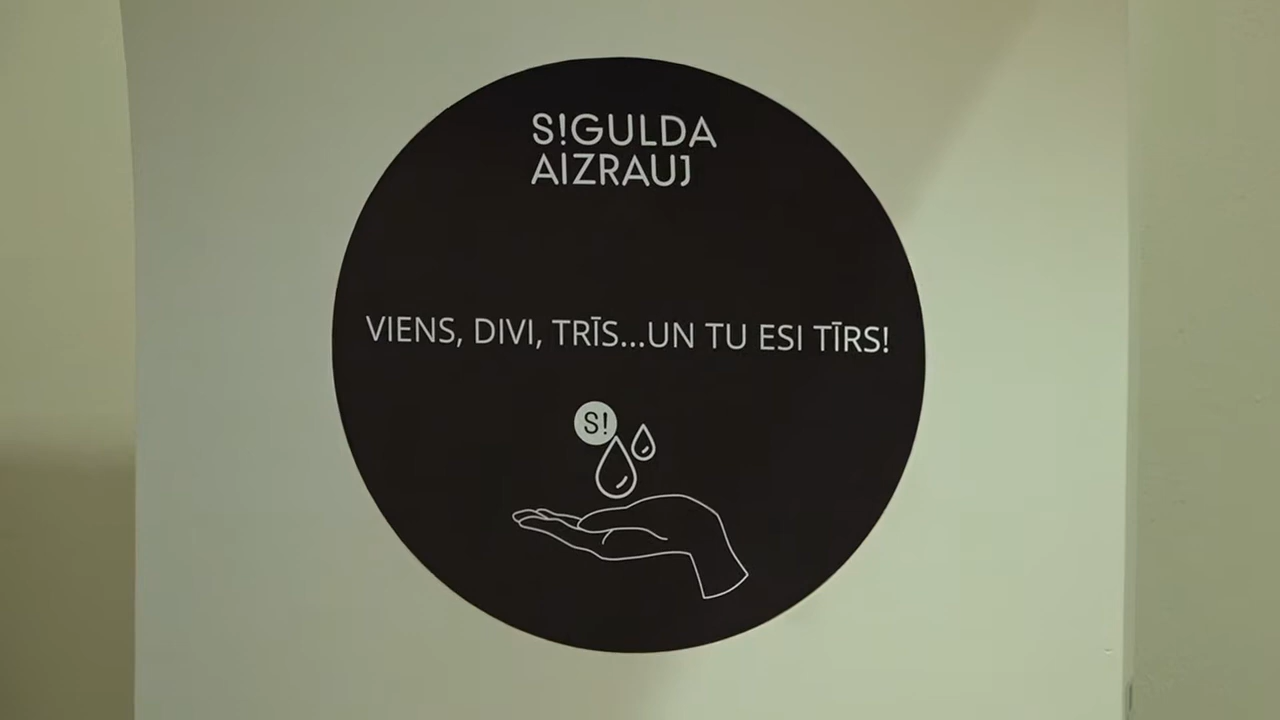 S!GULDA
AIZRAUJ
VIENS, DIVI, TRĪS...UN TU ESI TĪRS!
S!